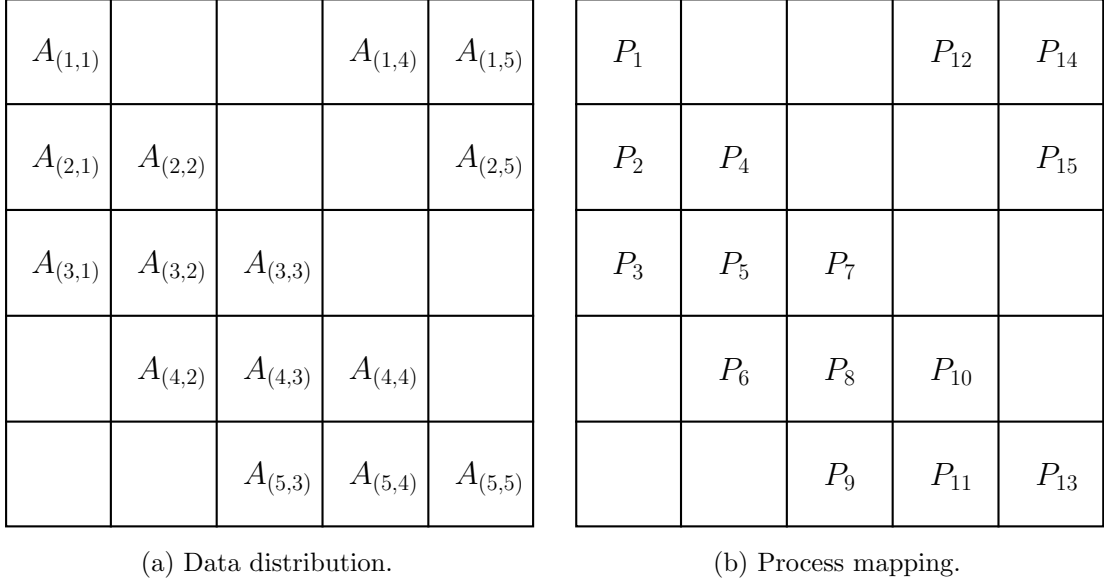 A(1,1) A(1,4) A(1,5)
A(2,1) A(2,2) A(2,5)
A(3,1) A(3,2) A(3,3)
A(4,2) A(4,3) A(4,4)
A(5,3) A(5,4) A(5,5)
(a) Data distribution.
P1 P12 P14
P2 P4 P15
P3 P5 P7
P6 P8 P10
P9 P11 P13
(b) Process mapping.